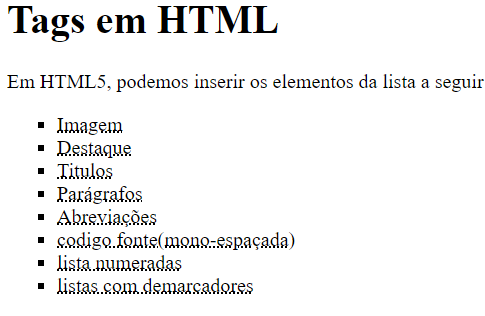 Tags em HTML
Em HTML5, podemos inserir os elementos da lista a seguir
Imagem
Destaque
Titulos
Parágrafos
Abreviações
codigo fonte(mono-espaçada)
lista numeradas
listas com demarcadores